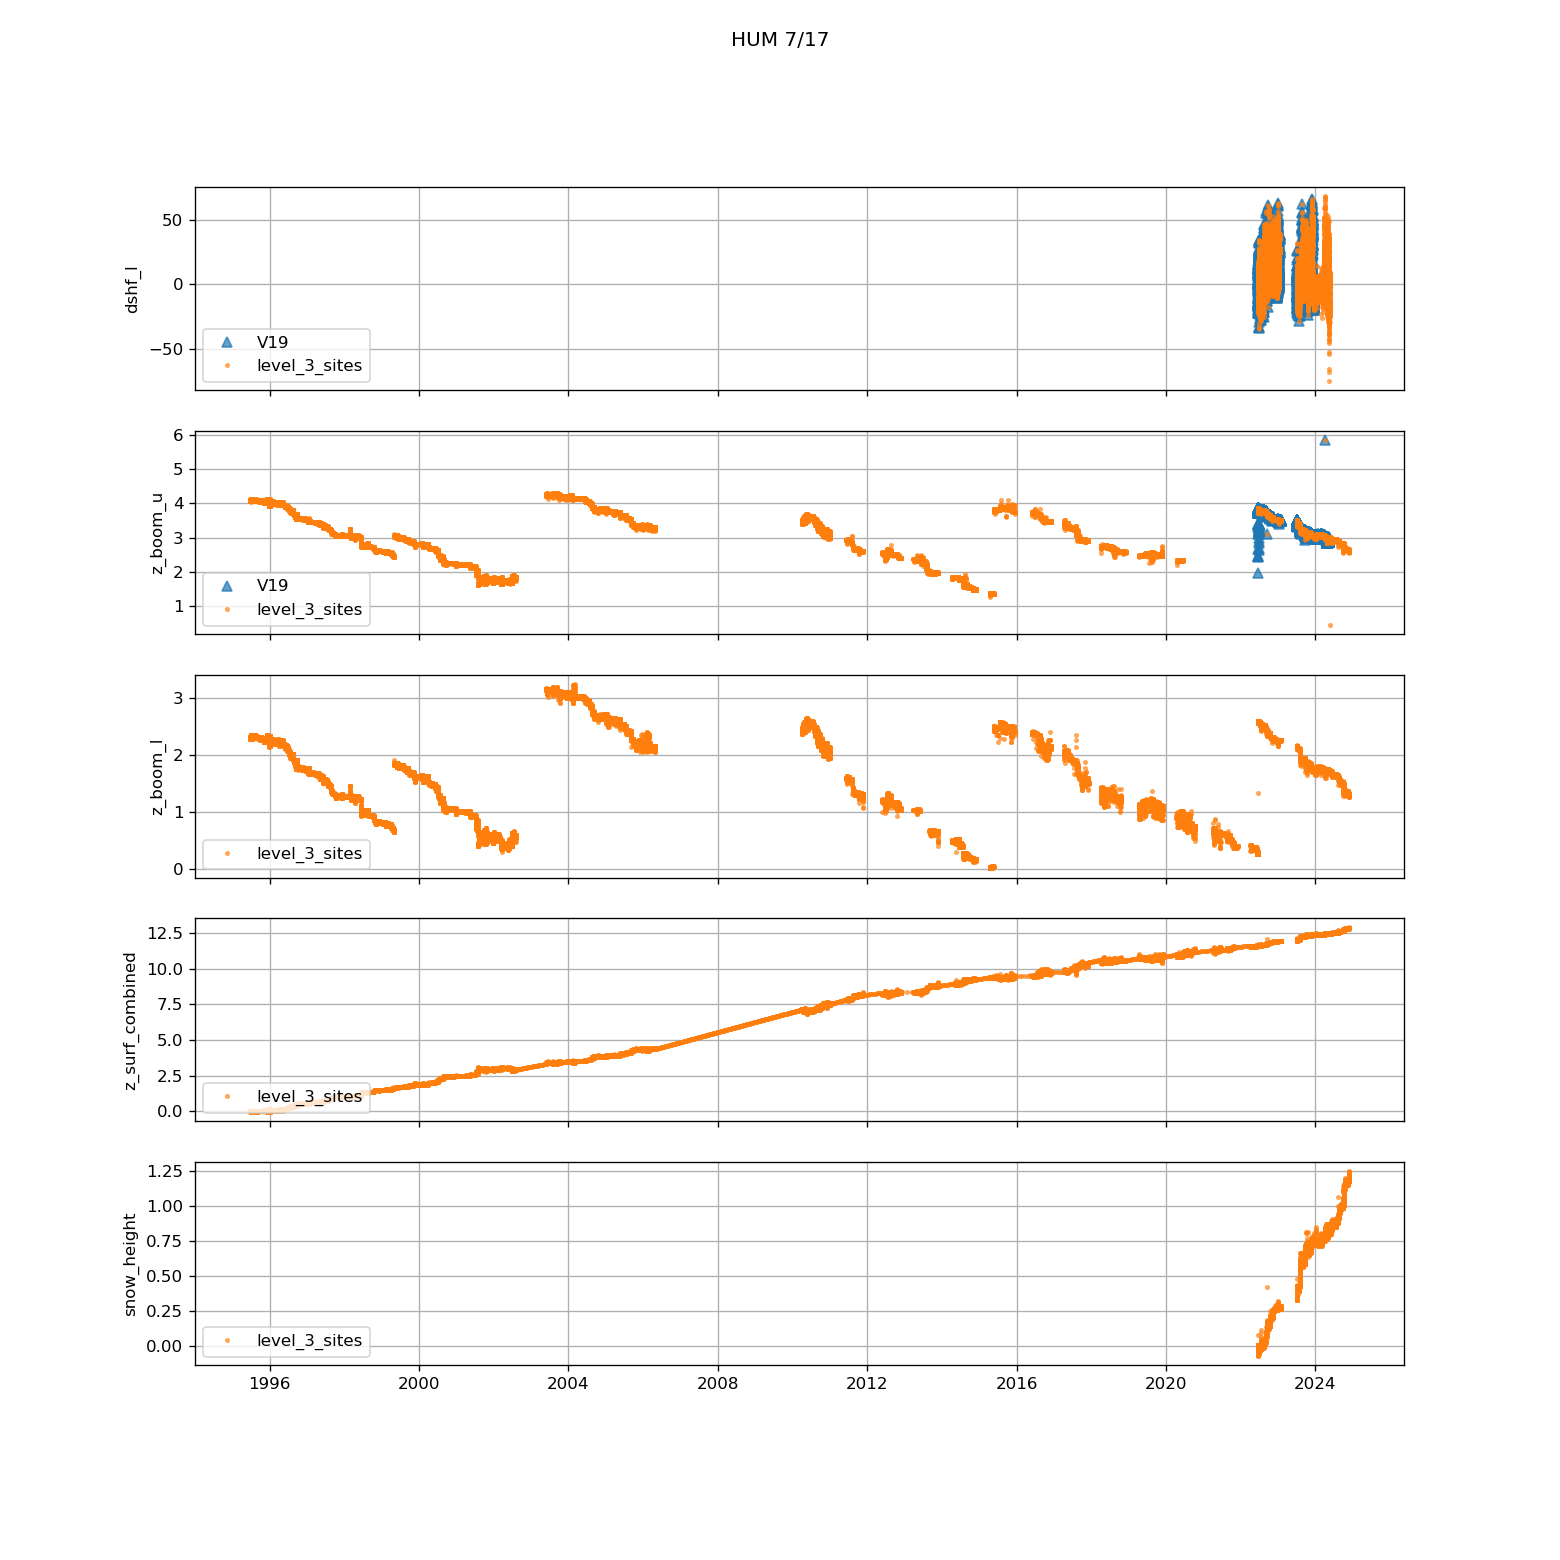 HUM 7/17
dshf_l
50
0
−50
V19
level_3_sites
z_boom_u
6
5
4
3
2
1
V19
level_3_sites
z_boom_l
3
2
1
0
level_3_sites
z_surf_combined
12.5
10.0
7.5
5.0
2.5
0.0
level_3_sites
snow_height
1.25
1.00
0.75
0.50
0.25
0.00
level_3_sites
1996 2000 2004 2008 2012 2016 2020 2024